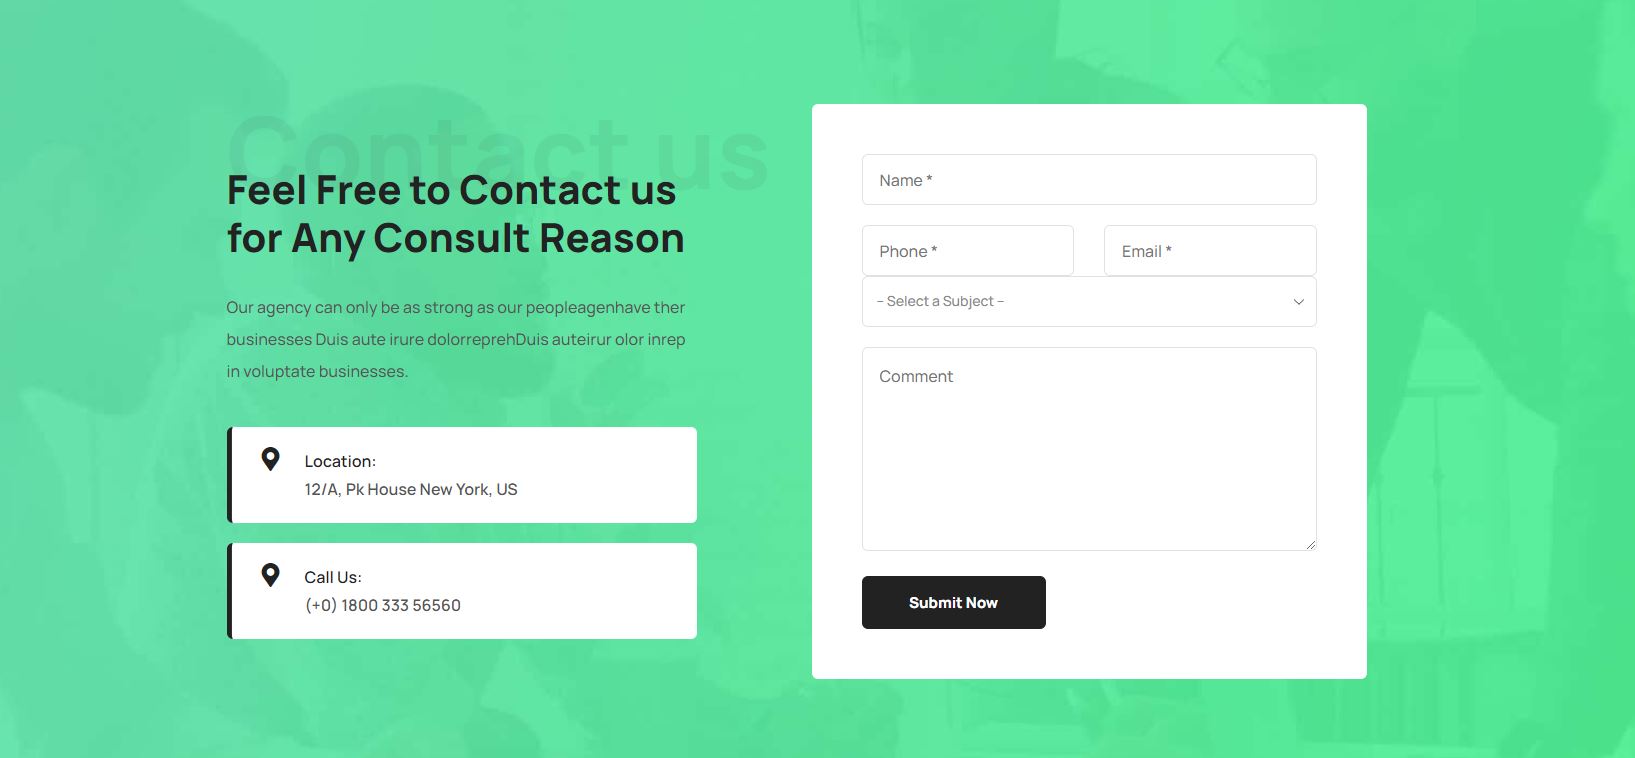 Contact us
Feel Free to Contact us
for Any Consult Reason
Our agency can only be as strong as our peopleagenhave ther
businesses Duis aute irure dolorreprehDuis auteirur olor inrep
in voluptate businesses.
Location:
12/A, Pk House New York, US
Call Us:
(+0) 1800 333 56560
Name *
Phone *
Email *
-- Select a Subject --
Comment
Submit Now